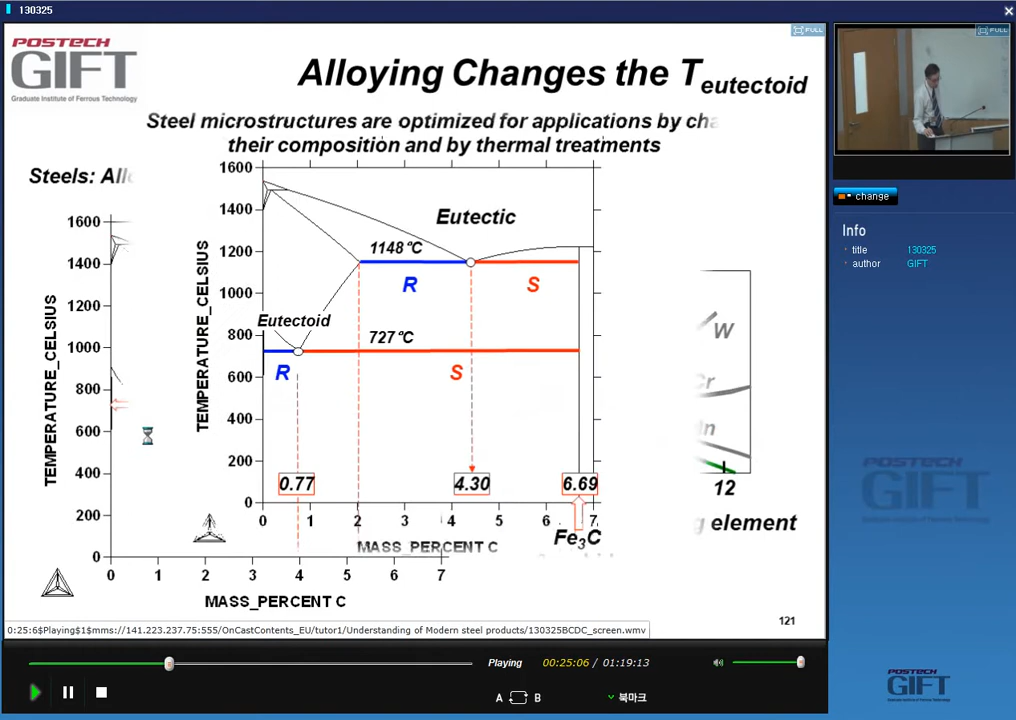 130325
POSTECH
GIFT
Graduate Institute of Ferrous Technology
Alloying Changes the Teutectoid
Steel microstructures are optimized for applications by
their composition and by thermal treatments
Steels:
1600
1400
1200
1000
800
600
400
200
0
TEMPERATURE_CELSIUS
0 1 2 3 4 5 6 7
MASS_PERCENT C
1600
1400
1200
1000
800
600
400
200
0
TEMPERATURE_CELSIUS
Eutectic
1148°C
R
S
Eutectoid
727°C
R
S
0.77
4.30
6.69
0 1 2 3 4 5 6 7
MASS_PERCENT C
Fe3C
W
12
element
121
FULL
FULL
change
Info
title 130325
author GIFT
POSTECH
GIFT
0:25:6$Playing$1$mms://141.223.237.75:555/OnCastContents_EU/tutor1/Understanding of Modern steel products/130325BCDC_screen.wmv
Playing 00:25:06 / 01:19:13
A B 북마크
POSTECH
GIFT